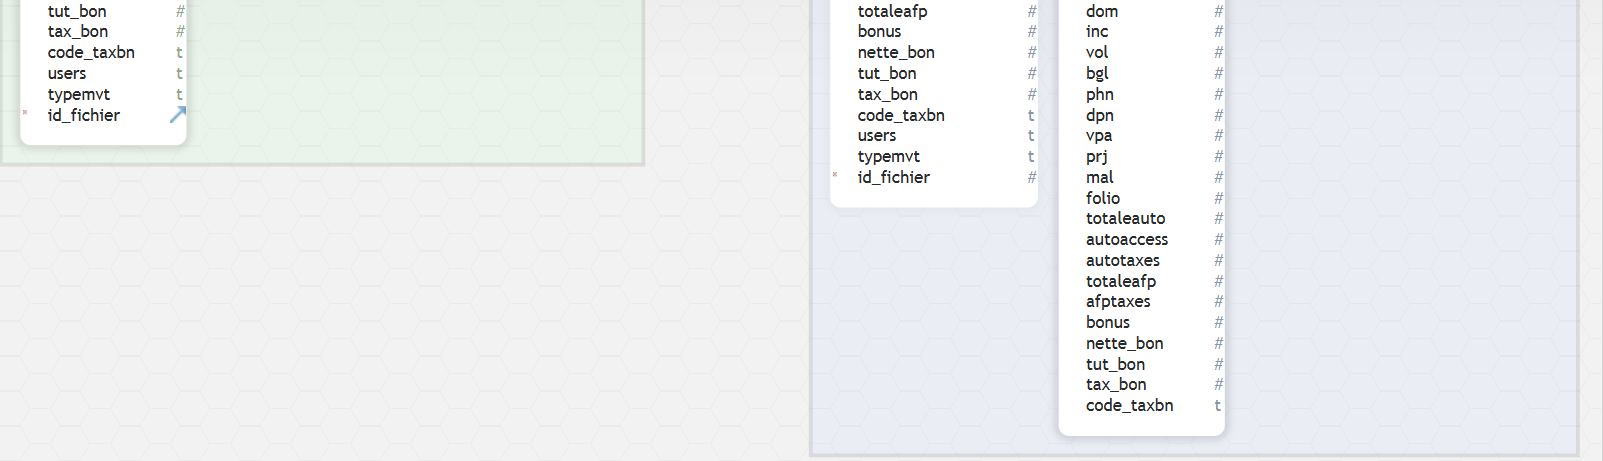 tut_bon #
tax_bon #
code_taxbn t
users t
typemvt t
* id_fichier
totaleafp #
bonus #
nette_bon #
tut_bon #
tax_bon #
code_taxbn t
users t
typemvt t
* id_fichier #
dom #
inc #
vol #
bgl #
phn #
dpn #
vpa #
prj #
mal #
folio #
totaleauto #
autoaccess #
autotaxes #
totaleafp #
afptaxes #
bonus #
nette_bon #
tut_bon #
tax_bon #
code_taxbn t